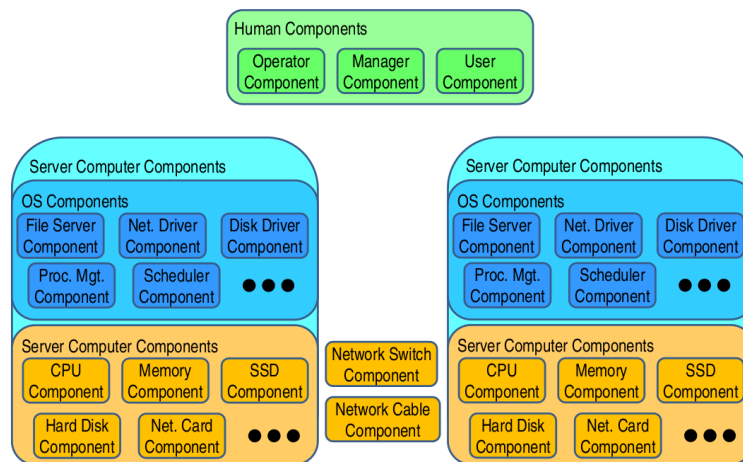 Human Components
Operator
Component
Manager
Component
User
Component
Server Computer Components
OS Components
File Server
Component
Net. Driver
Component
Disk Driver
Component
Proc. Mgt.
Component
Scheduler
Component
Server Computer Components
CPU
Component
Memory
Component
SSD
Component
Hard Disk
Component
Net. Card
Component
Network Switch
Component
Network Cable
Component
Server Computer Components
OS Components
File Server
Component
Net. Driver
Component
Disk Driver
Component
Proc. Mgt.
Component
Scheduler
Component
Server Computer Components
CPU
Component
Memory
Component
SSD
Component
Hard Disk
Component
Net. Card
Component